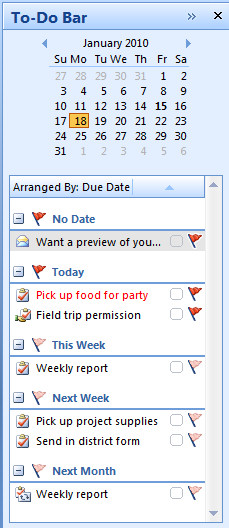 To-Do Bar » ×
January 2010
Su Mo Tu We Th Fr Sa
27 28 29 30 31 1 2
3 4 5 6 7 8 9
10 11 12 13 14 15 16
17 18 19 20 21 22 23
24 25 26 27 28 29 30
31 1 2 3 4 5 6
Arranged By: Due Date
No Date
Want a preview of you...
Today
Pick up food for party
Field trip permission
This Week
Weekly report
Next Week
Pick up project supplies
Send in district form
Next Month
Weekly report